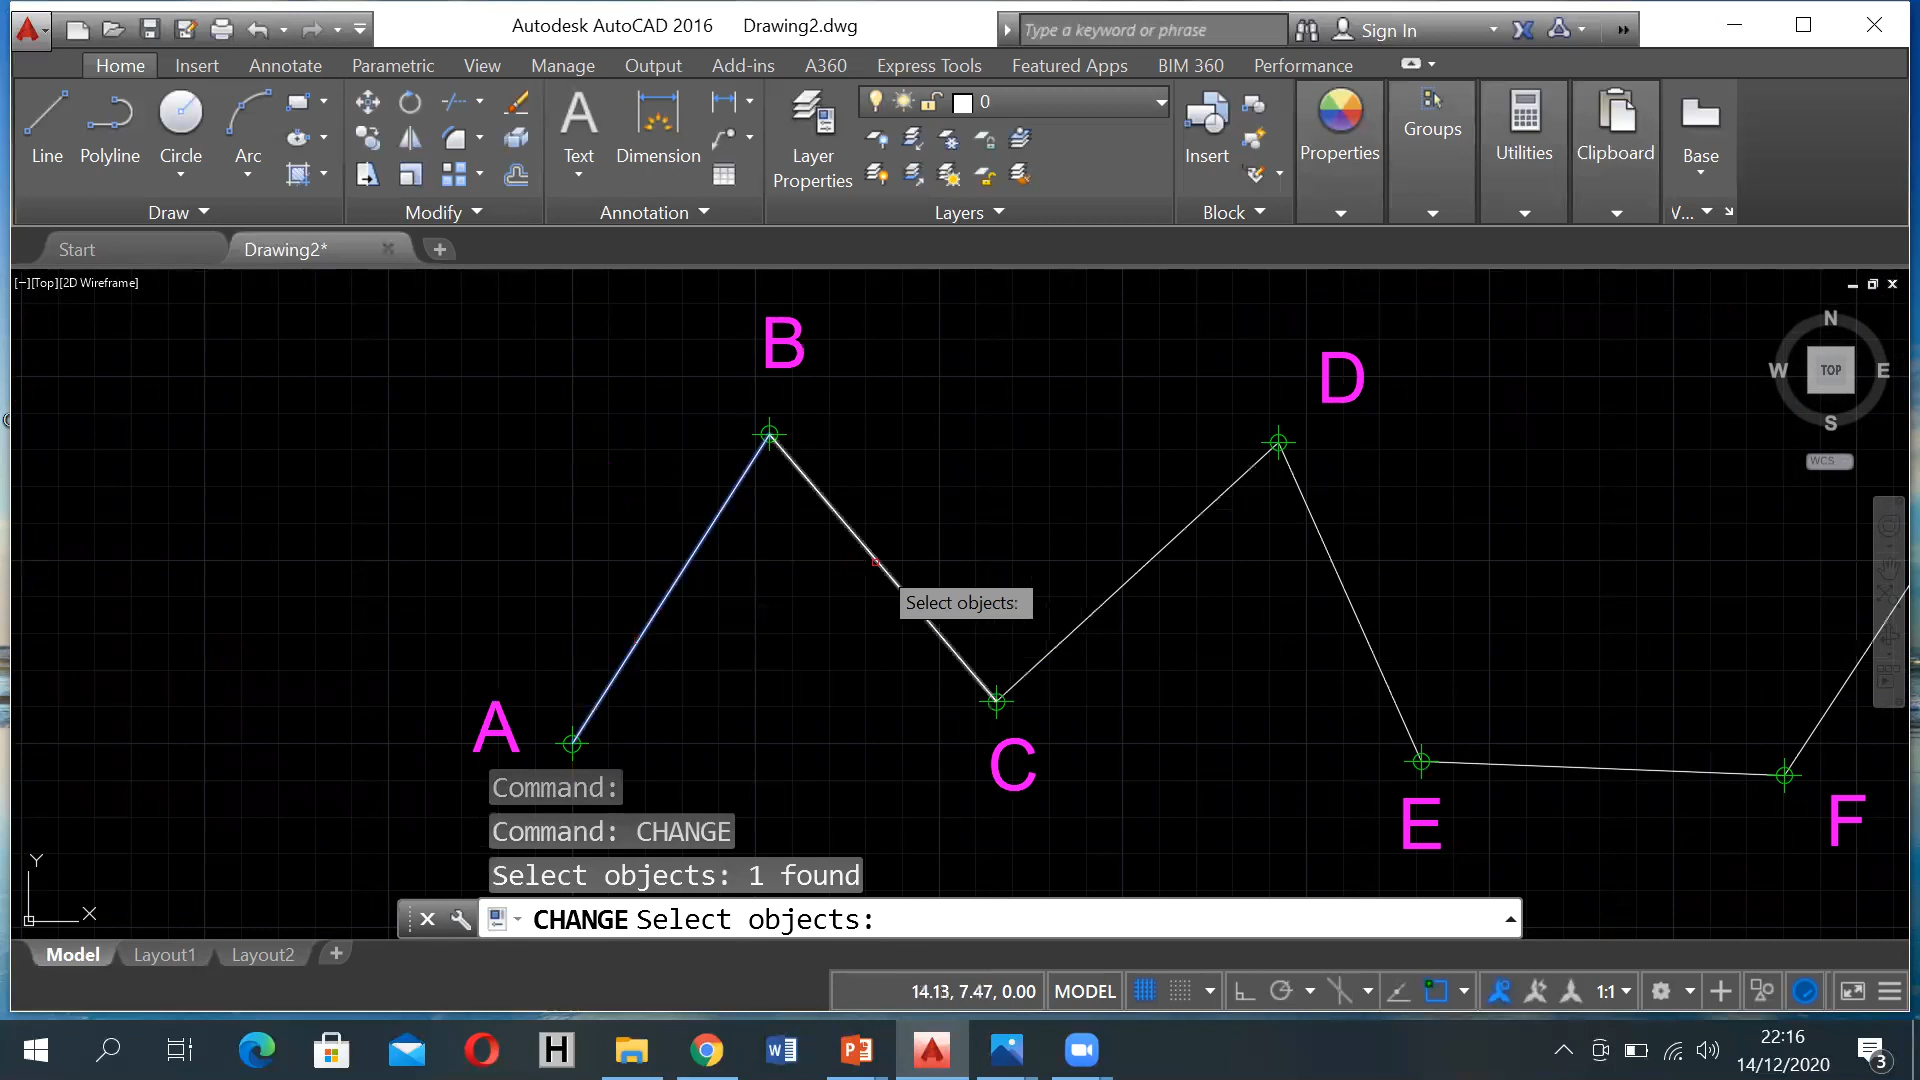 Autodesk AutoCAD 2016 Drawing2.dwg
Type a keyword or phrase
Sign In
Home Insert Annotate Parametric View Manage Output Add-ins A360 Express Tools Featured Apps BIM 360 Performance
0
Line Polyline Circle Arc
A
Text Dimension
Layer
Properties
Insert
Properties
Groups
Utilities
Clipboard
Base
Draw Modify Annotation Layers Block V...
Start Drawing2*
[−][Top][2D Wireframe]
N
W TOP E
S
WCS
B
D
Select objects:
A
C
E
F
Command:
Command: CHANGE
Select objects: 1 found
CHANGE Select objects:
Y
X
Model Layout1 Layout2
14.13, 7.47, 0.00 MODEL 1:1
H
22:16
14/12/2020
3